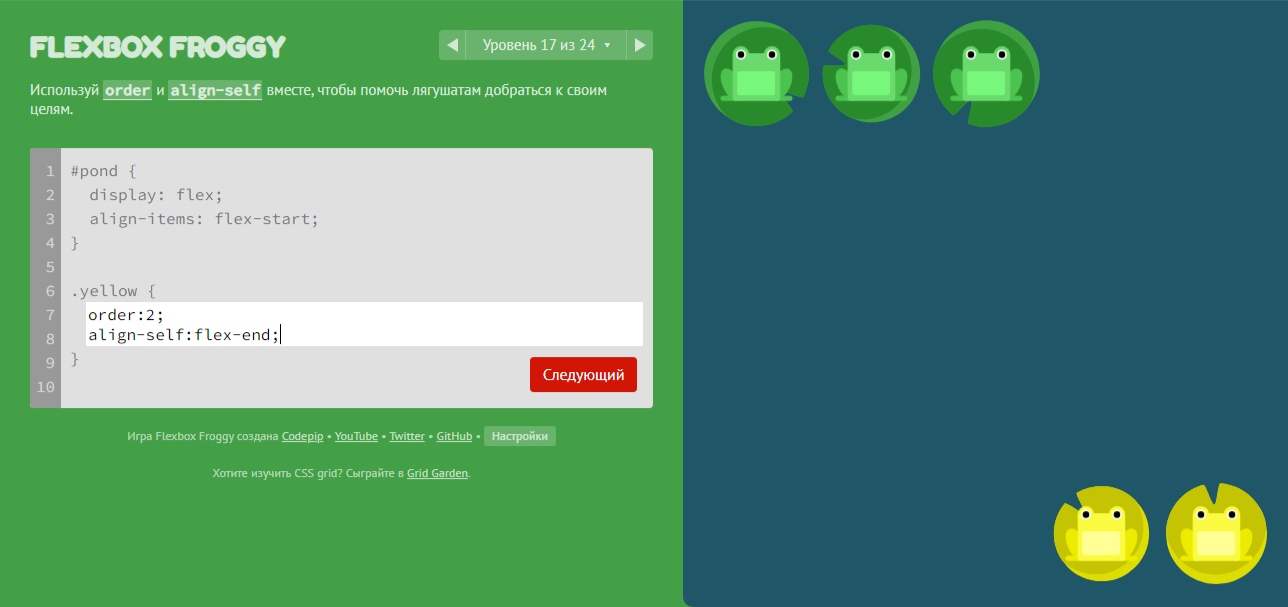 FLEXBOX FROGGY
Уровень 17 из 24
Используй order и align-self вместе, чтобы помочь лягушатам добраться к своим
целям.
1 #pond {
2 display: flex;
3 align-items: flex-start;
4 }
5
6 .yellow {
7 order:2;
8 align-self:flex-end;
9 }
10
Следующий
Игра Flexbox Froggy создана Codepip • YouTube • Twitter • GitHub • Настройки
Хотите изучить CSS grid? Сыграйте в Grid Garden.